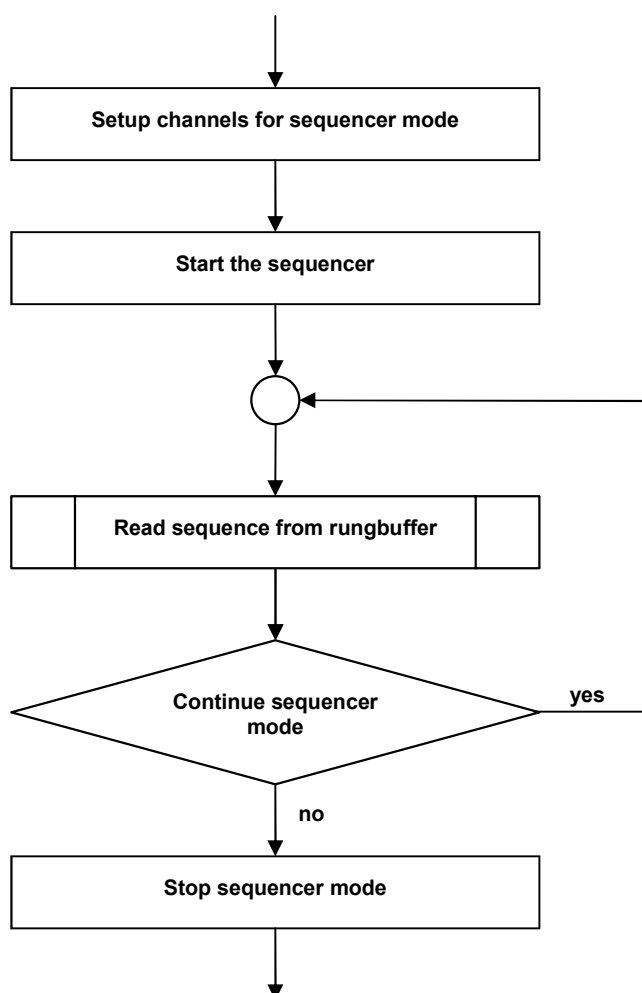 Setup channels for sequencer mode
Start the sequencer
Read sequence from rungbuffer
Continue sequencer
mode
yes
no
Stop sequencer mode